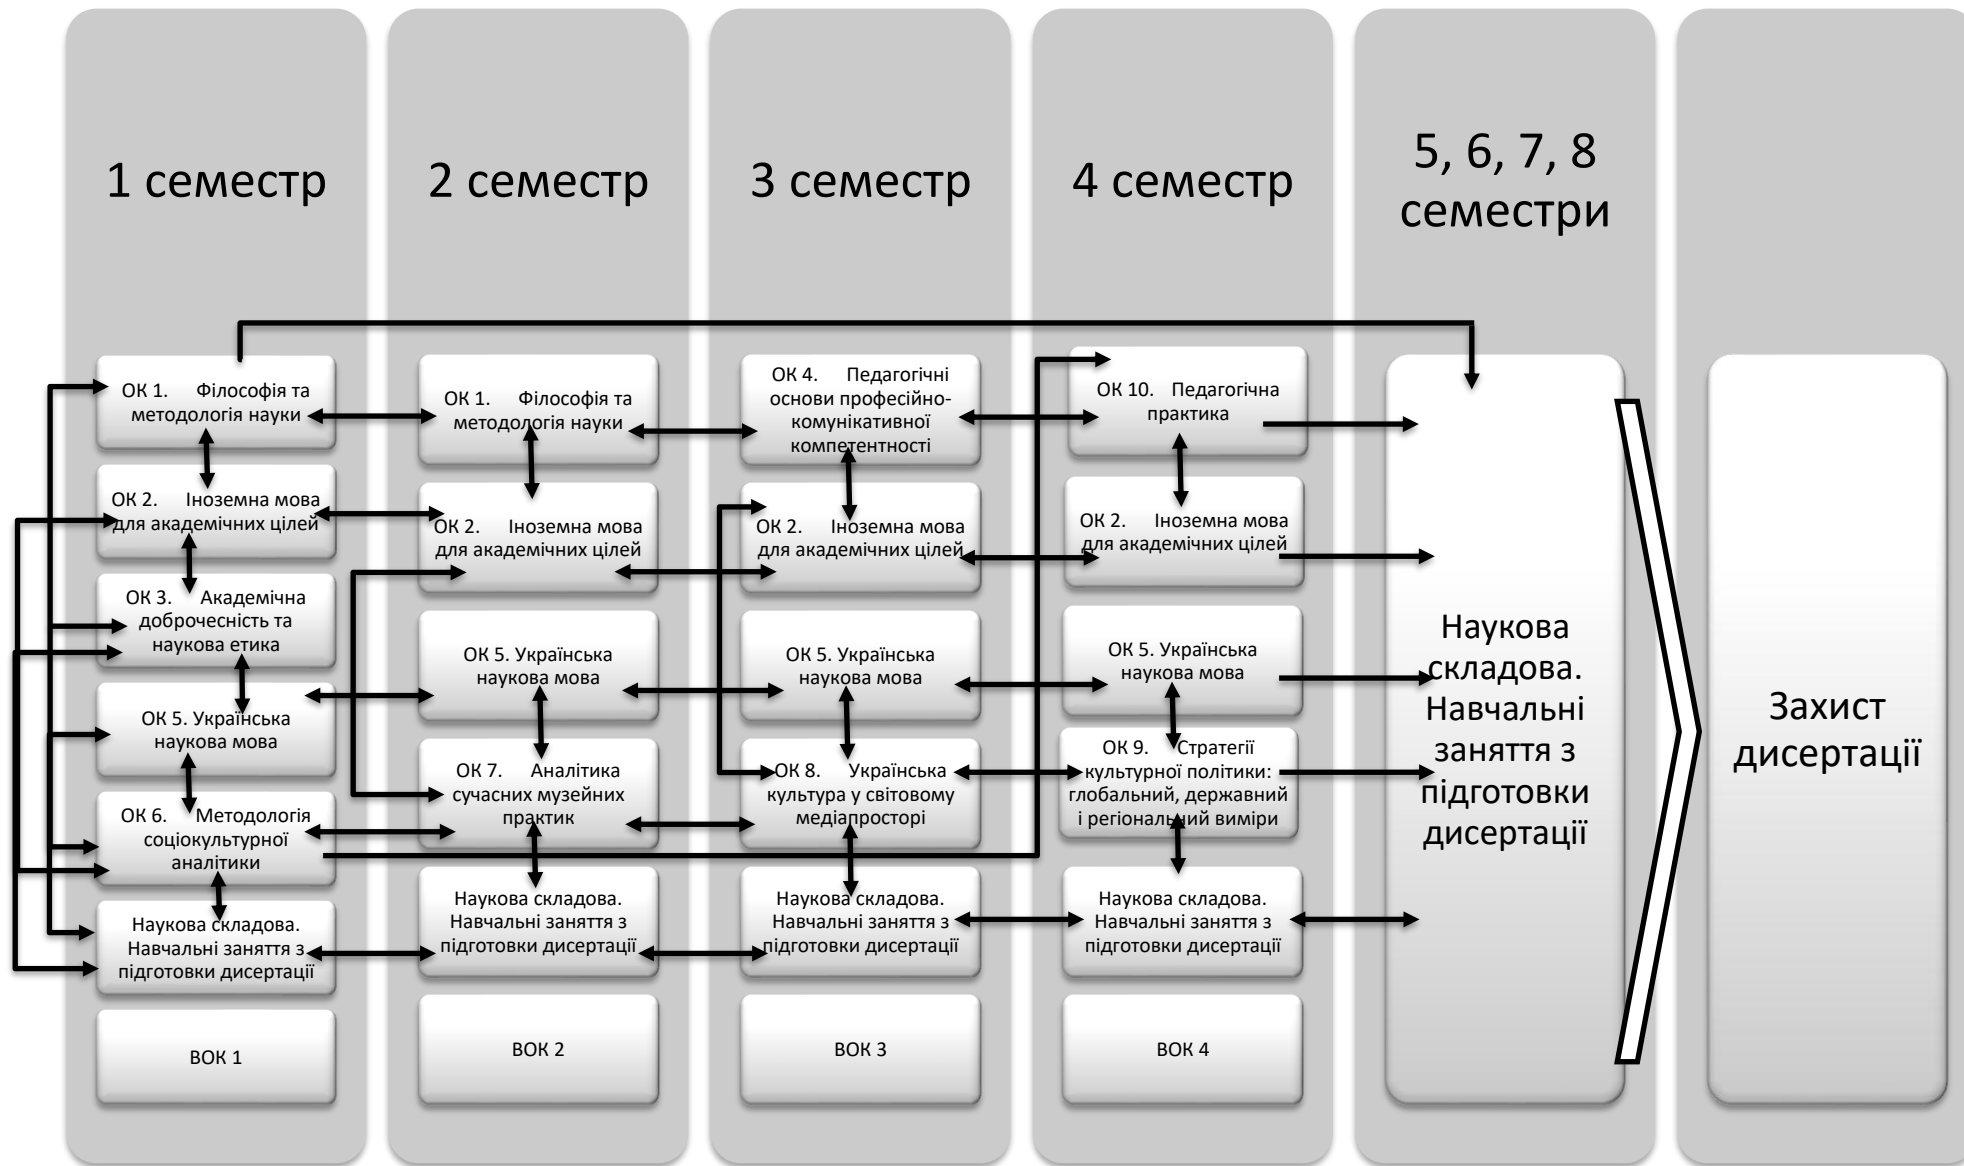 1 семестр
ОК 1. Філософія та
методологія науки
ОК 2. Іноземна мова
для академічних цілей
ОК 3. Академічна
доброчесність та
наукова етика
ОК 5. Українська
наукова мова
ОК 6. Методологія
соціокультурної
аналітики
Наукова складова.
Навчальні заняття з
підготовки дисертації
ВОК 1
2 семестр
ОК 1. Філософія та
методологія науки
ОК 2. Іноземна мова
для академічних цілей
ОК 5. Українська
наукова мова
ОК 7. Аналітика
сучасних музейних
практик
Наукова складова.
Навчальні заняття з
підготовки дисертації
ВОК 2
3 семестр
ОК 4. Педагогічні
основи професійно-
комунікативної
компетентності
ОК 2. Іноземна мова
для академічних цілей
ОК 5. Українська
наукова мова
ОК 8. Українська
культура у світовому
медіапросторі
Наукова складова.
Навчальні заняття з
підготовки дисертації
ВОК 3
4 семестр
ОК 10. Педагогічна
практика
ОК 2. Іноземна мова
для академічних цілей
ОК 5. Українська
наукова мова
ОК 9. Стратегії
культурної політики:
глобальний, державний
і регіональний виміри
Наукова складова.
Навчальні заняття з
підготовки дисертації
ВОК 4
5, 6, 7, 8
семестри
Наукова
складова.
Навчальні
заняття з
підготовки
дисертації
Захист
дисертації